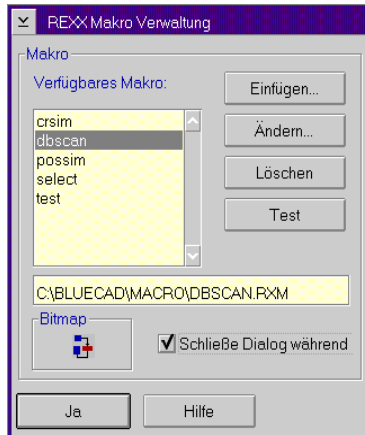 REXX Makro Verwaltung
Makro
Verfügbares Makro:
Einfügen...
crsim
dbscan
possim
select
test
Ändern...
Löschen
Test
C:\BLUECAD\MACRO\DBSCAN.RXM
Bitmap
Schließe Dialog während
Ja
Hilfe